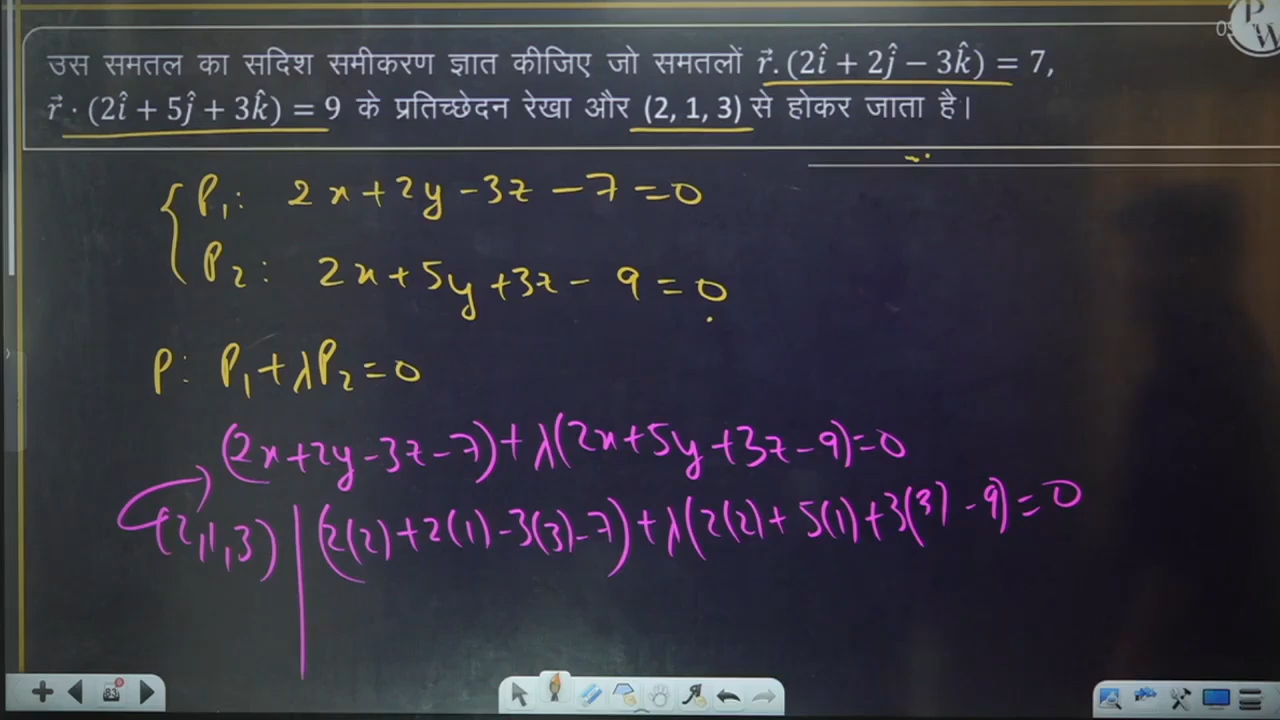 उस समतल का सदिश समीकरण ज्ञात कीजिए जो समतलों r⃗.(2î + 2ĵ − 3k̂) = 7,
r⃗ · (2î + 5ĵ + 3k̂) = 9 के प्रतिच्छेदन रेखा और (2, 1, 3) से होकर जाता है।
P₁: 2x + 2y − 3z − 7 = 0
P₂: 2x + 5y + 3z − 9 = 0
P: P₁ + λP₂ = 0
(2x + 2y − 3z − 7) + λ(2x + 5y + 3z − 9) = 0
(2,1,3) | (2(2) + 2(1) − 3(3) − 7) + λ(2(2) + 5(1) + 3(3) − 9) = 0
83